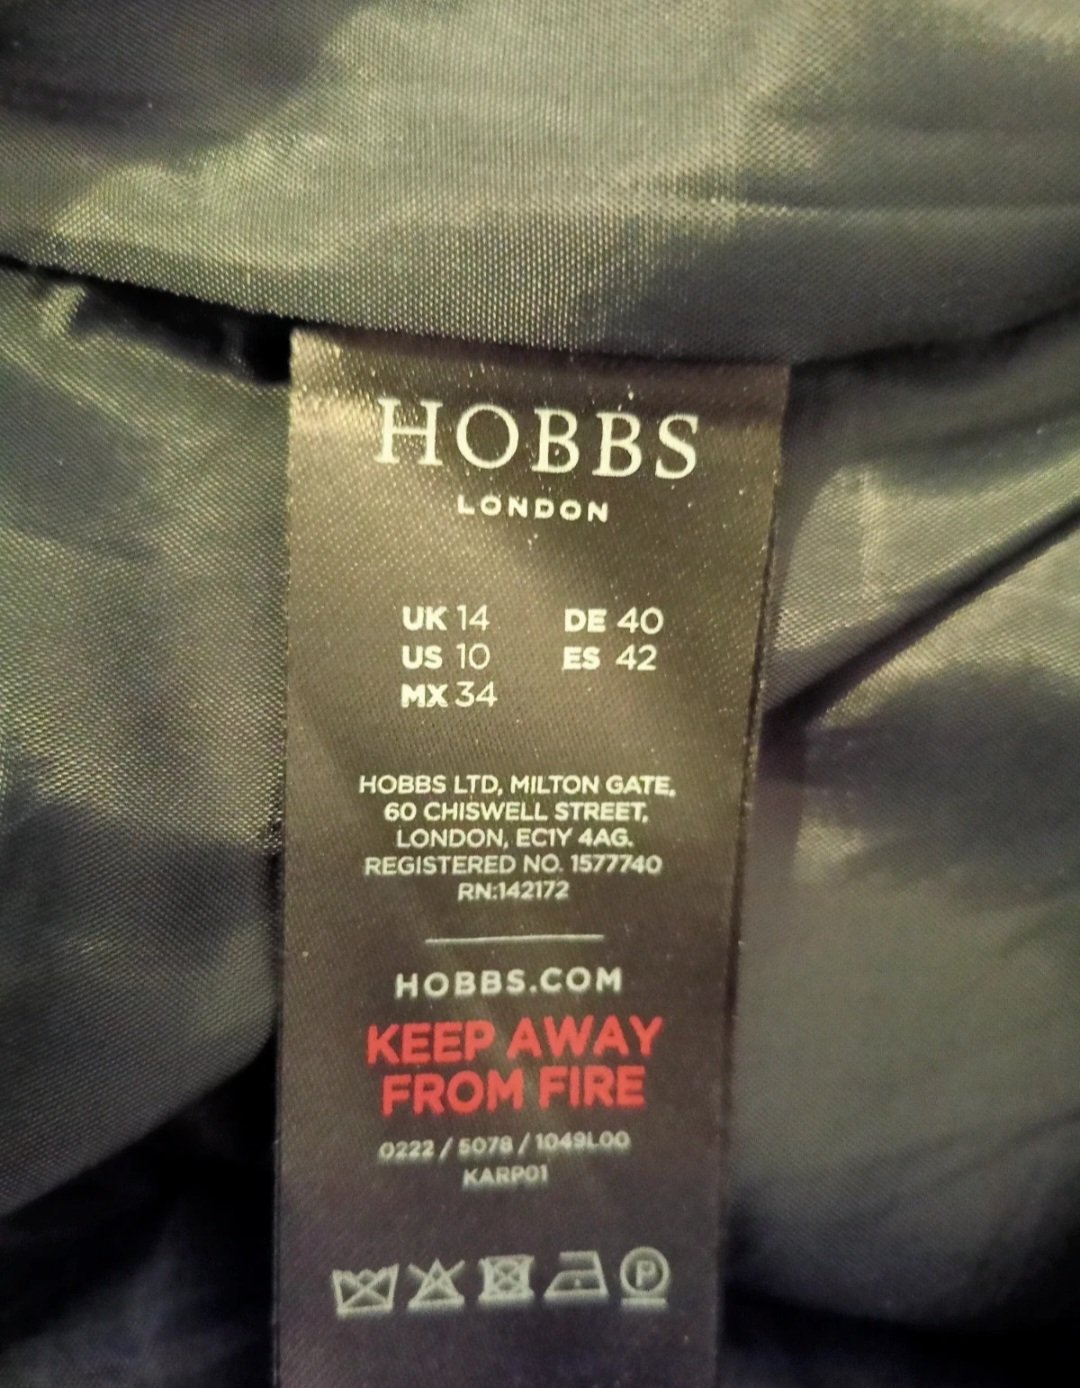 HOBBS
LONDON
UK 14 DE 40
US 10 ES 42
MX 34
HOBBS LTD, MILTON GATE,
60 CHISWELL STREET,
LONDON, EC1Y 4AG.
REGISTERED NO. 1577740
RN:142172
HOBBS.COM
KEEP AWAY
FROM FIRE
0222 / 5078 / 1049L00
KARP01
P